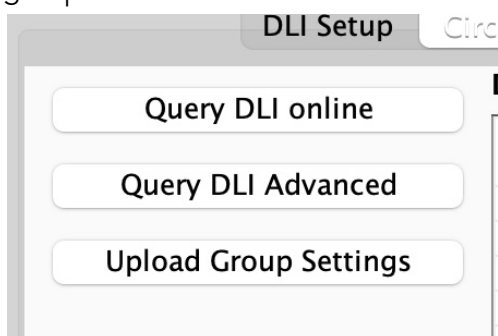 DLI Setup
Query DLI online
Query DLI Advanced
Upload Group Settings